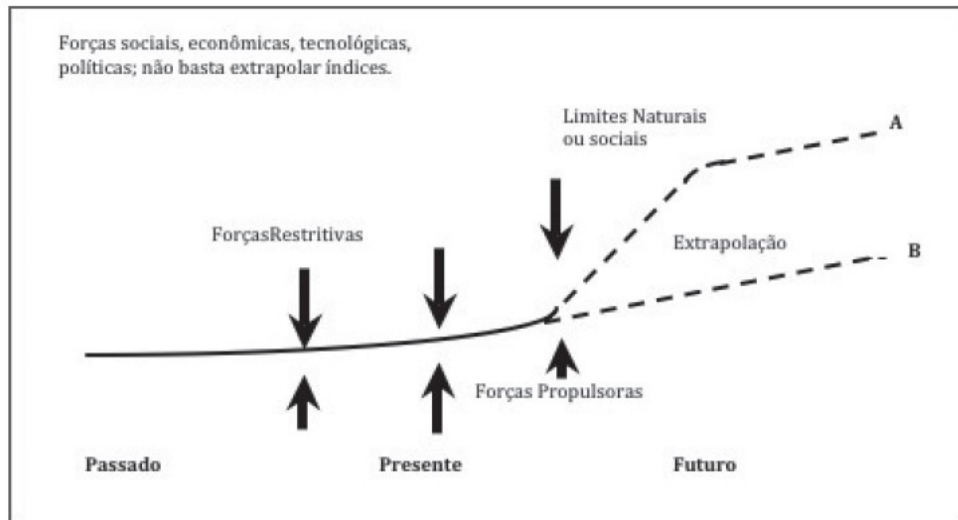 Forças sociais, econômicas, tecnológicas,
políticas; não basta extrapolar índices.
Limites Naturais
ou sociais
A
ForçasRestritivas
Extrapolação
B
Forças Propulsoras
Passado
Presente
Futuro